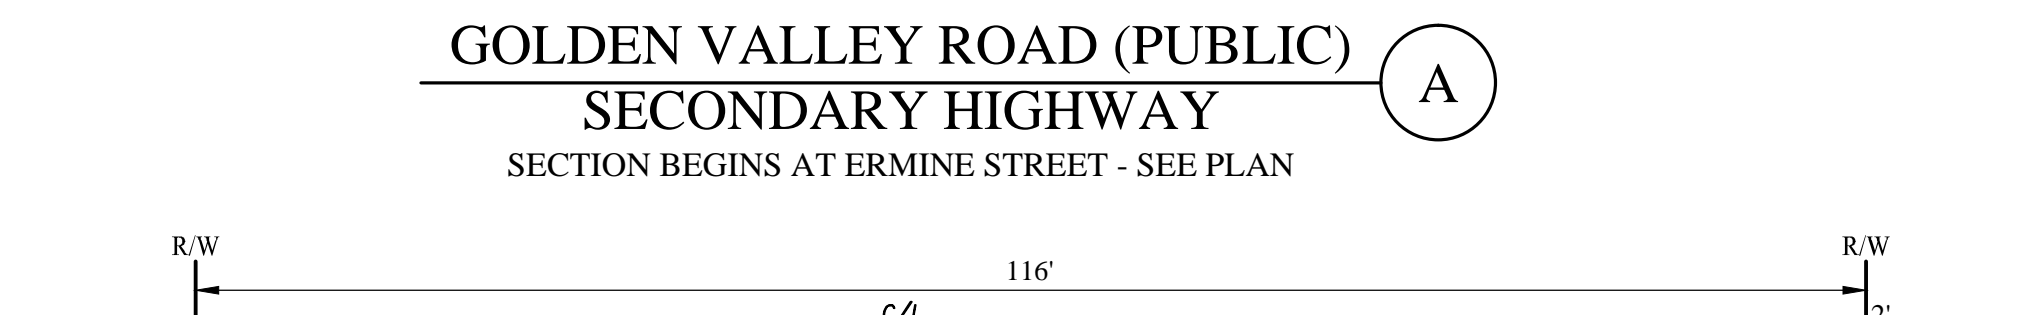 GOLDEN VALLEY ROAD (PUBLIC)
A
SECONDARY HIGHWAY
SECTION BEGINS AT ERMINE STREET - SEE PLAN
R/W
R/W
116'